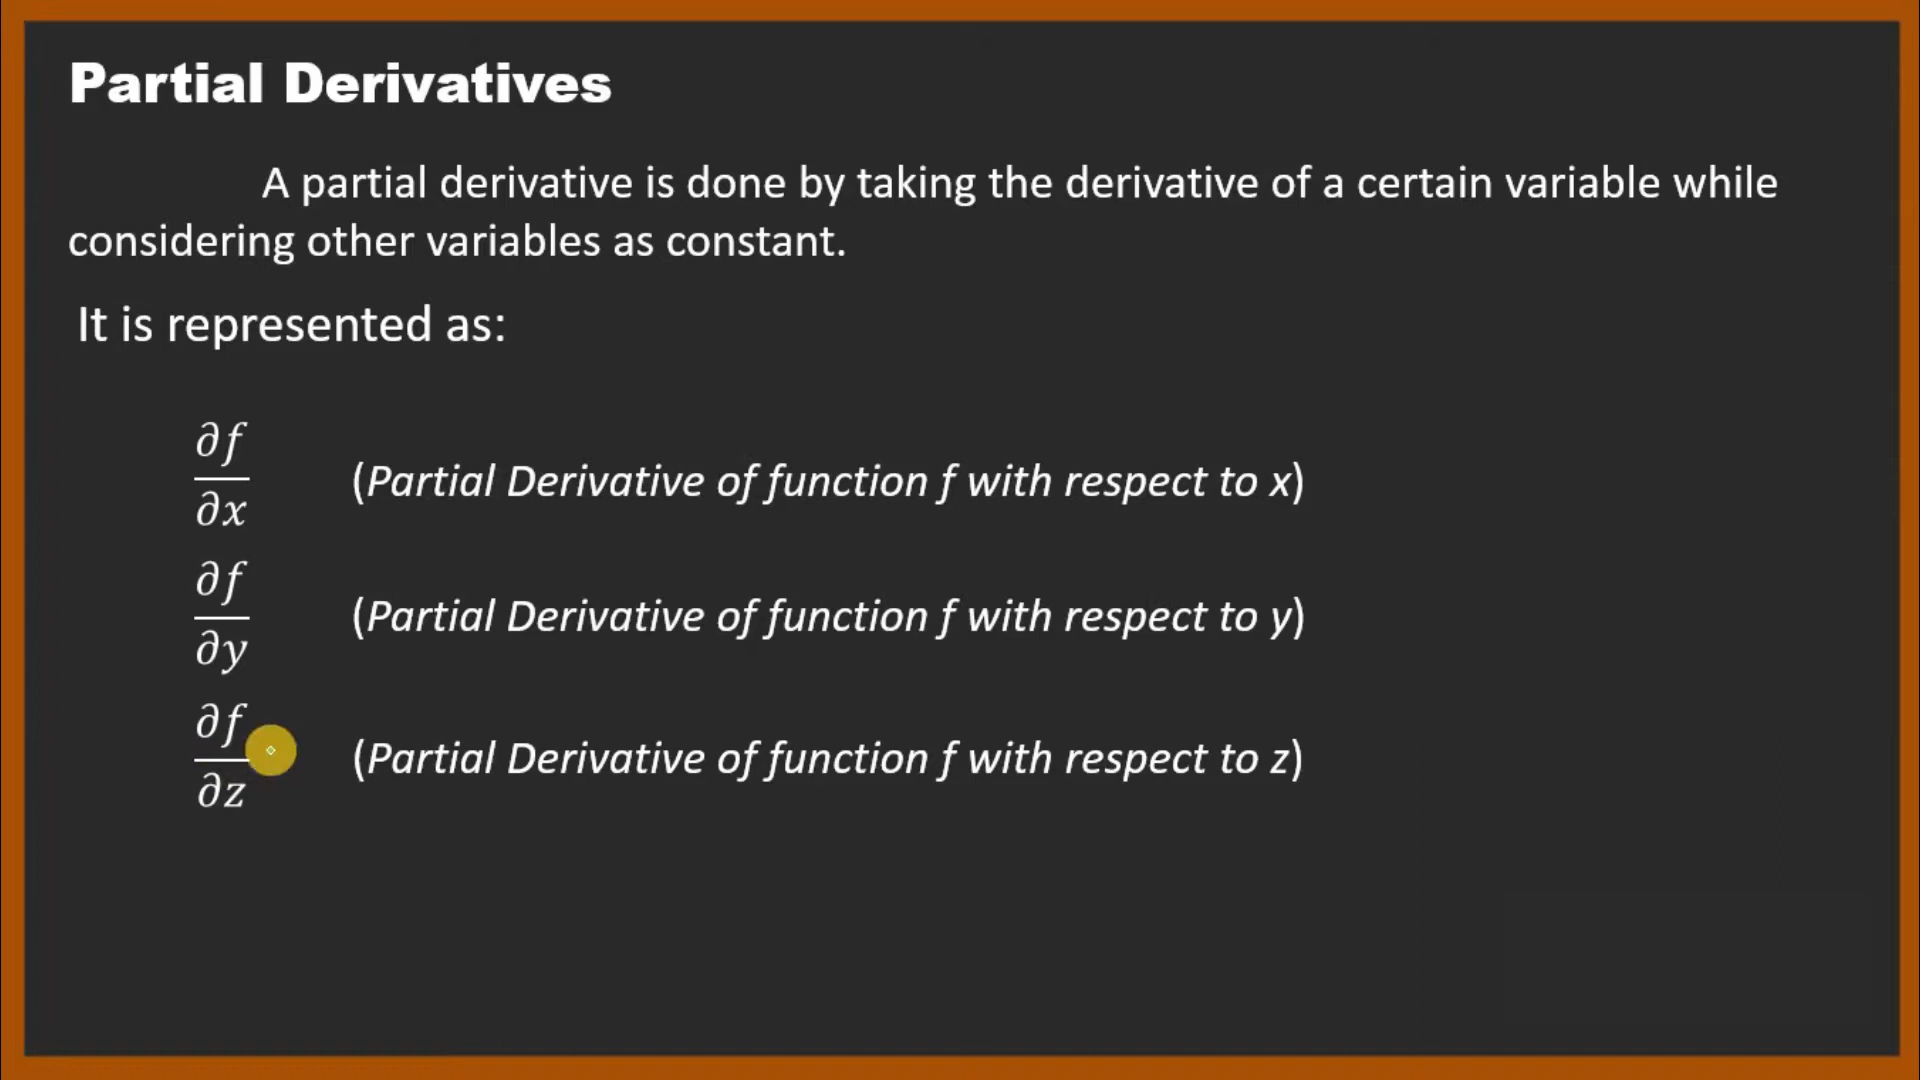 Partial Derivatives
A partial derivative is done by taking the derivative of a certain variable while
considering other variables as constant.
It is represented as:
∂f/∂x (Partial Derivative of function f with respect to x)
∂f/∂y (Partial Derivative of function f with respect to y)
∂f/∂z (Partial Derivative of function f with respect to z)